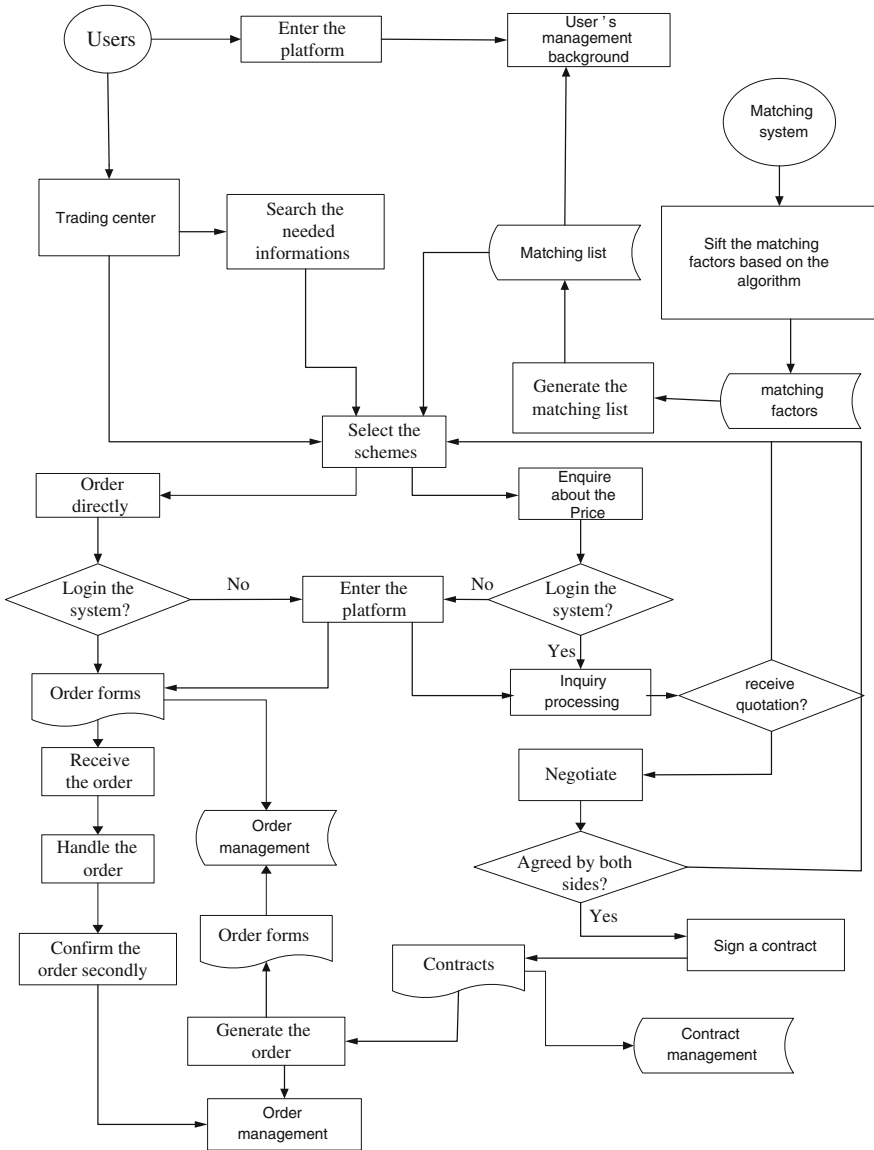 Users
Enter the
platform
User ’ s
management
background
Matching
system
Trading center
Search the
needed
informations
Matching list
Sift the matching
factors based on the
algorithm
Generate the
matching list
matching
factors
Select the
schemes
Order
directly
Enquire
about the
Price
Login the
system?
No
Enter the
platform
No
Login the
system?
Yes
Order forms
Inquiry
processing
receive
quotation?
Receive
the order
Negotiate
Order
management
Handle the
order
Agreed by both
sides?
Yes
Order forms
Confirm the
order secondly
Sign a contract
Contracts
Generate the
order
Contract
management
Order
management